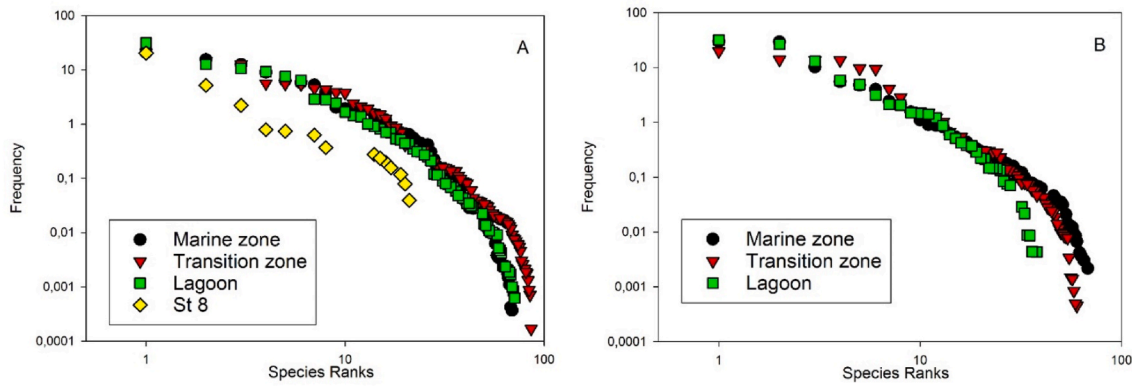 A
Frequency
100
10
1
0,1
0,01
0,001
0,0001
Marine zone
Transition zone
Lagoon
St 8
1 10 100
Species Ranks
B
Frequency
100
10
1
0,1
0,01
0,001
0,0001
Marine zone
Transition zone
Lagoon
1 10 100
Species Ranks